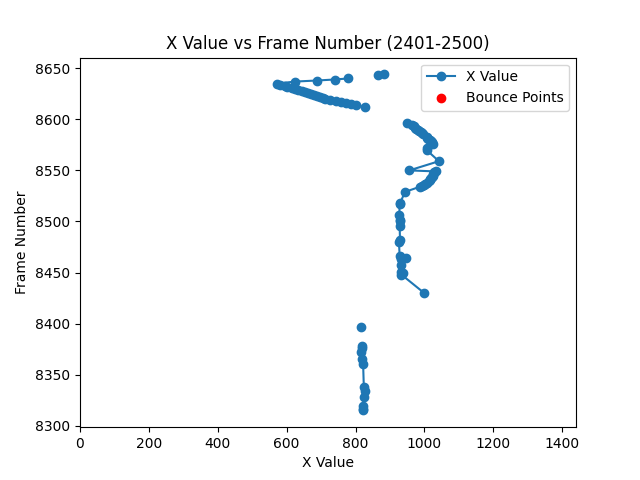 X Value vs Frame Number (2401-2500)
X Value
Bounce Points
Frame Number
8650
8600
8550
8500
8450
8400
8350
8300
0 200 400 600 800 1000 1200 1400
X Value